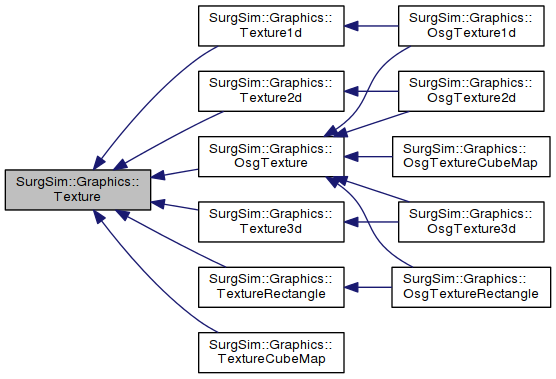 SurgSim::Graphics::
Texture
SurgSim::Graphics::
Texture1d
SurgSim::Graphics::
Texture2d
SurgSim::Graphics::
OsgTexture
SurgSim::Graphics::
Texture3d
SurgSim::Graphics::
TextureRectangle
SurgSim::Graphics::
TextureCubeMap
SurgSim::Graphics::
OsgTexture1d
SurgSim::Graphics::
OsgTexture2d
SurgSim::Graphics::
OsgTextureCubeMap
SurgSim::Graphics::
OsgTexture3d
SurgSim::Graphics::
OsgTextureRectangle